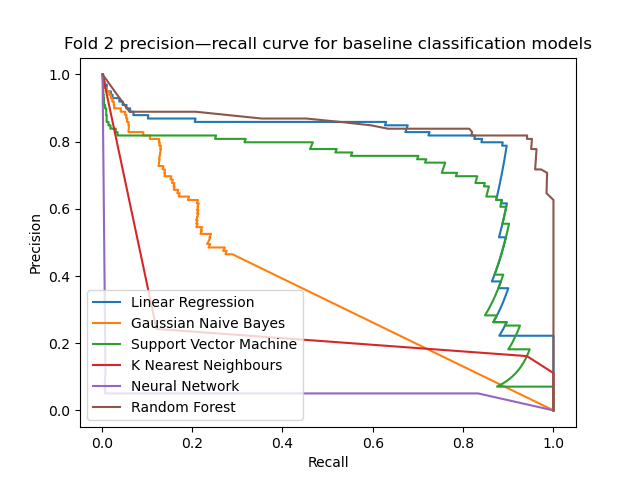 Fold 2 precision—recall curve for baseline classification models
1.0
0.8
0.6
0.4
0.2
0.0
Precision
Linear Regression
Gaussian Naive Bayes
Support Vector Machine
K Nearest Neighbours
Neural Network
Random Forest
0.0 0.2 0.4 0.6 0.8 1.0
Recall